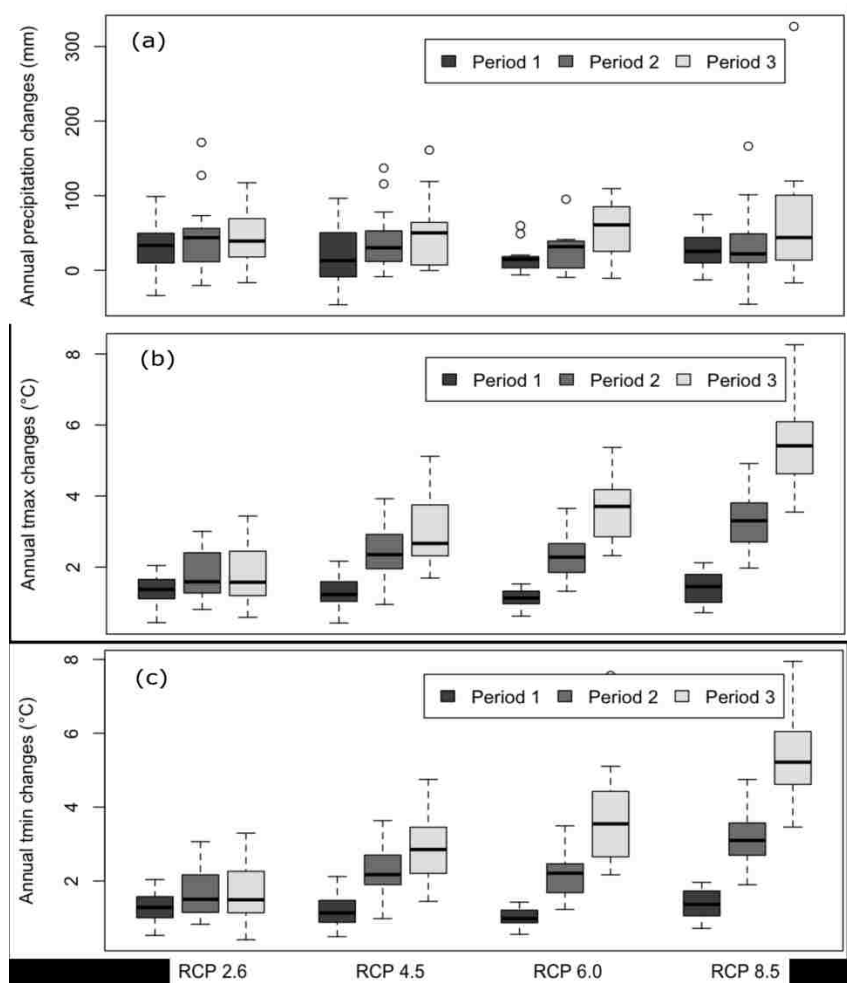 (a)
Annual precipitation changes (mm)
300
200
100
0
Period 1 Period 2 Period 3
(b)
Annual tmax changes (°C)
8
6
4
2
Period 1 Period 2 Period 3
(c)
Annual tmin changes (°C)
8
6
4
2
Period 1 Period 2 Period 3
RCP 2.6 RCP 4.5 RCP 6.0 RCP 8.5